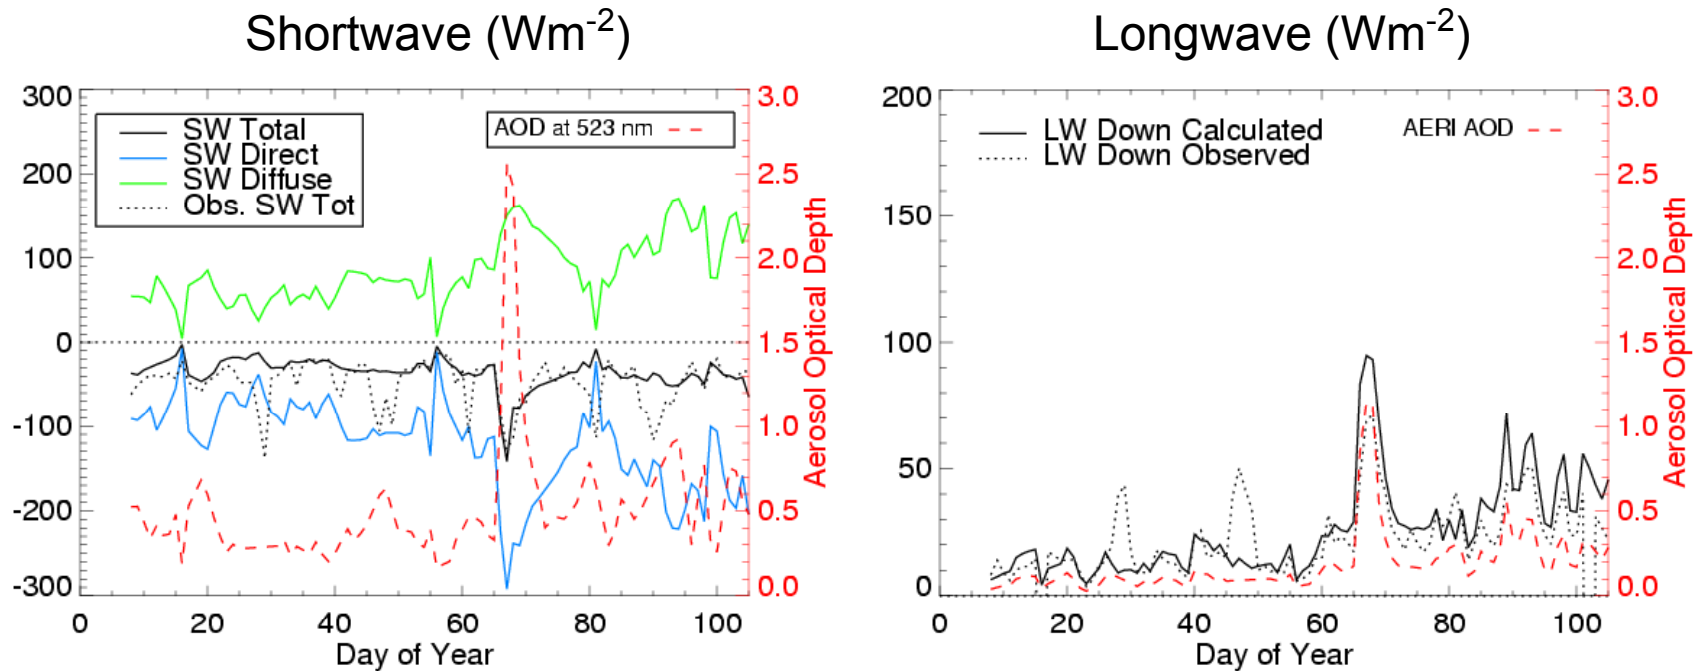 Shortwave (Wm-2)
300
200
100
0
-100
-200
-300
SW Total
SW Direct
SW Diffuse
Obs. SW Tot
AOD at 523 nm
3.0
2.5
2.0
1.5
1.0
0.5
0.0
Aerosol Optical Depth
0 20 40 60 80 100
Day of Year
Longwave (Wm-2)
200
150
100
50
0
LW Down Calculated
LW Down Observed
AERI AOD
3.0
2.5
2.0
1.5
1.0
0.5
0.0
Aerosol Optical Depth
0 20 40 60 80 100
Day of Year